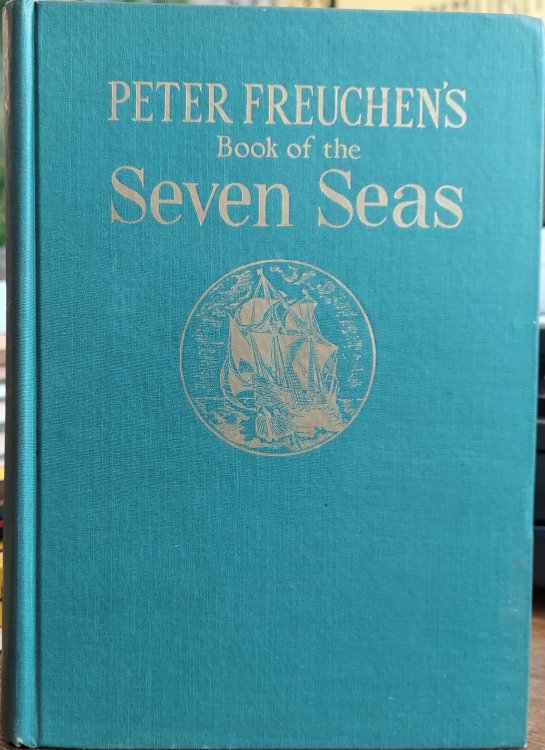 PETER FREUCHEN'S
Book of the
Seven Seas